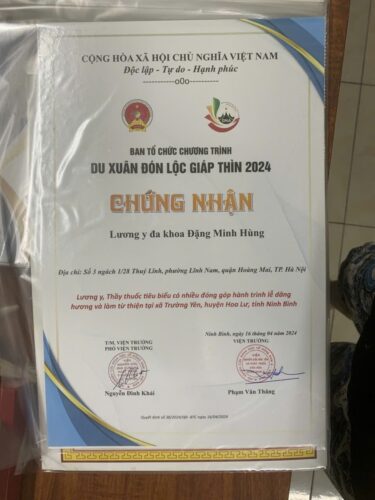 CỘNG HÒA XÃ HỘI CHỦ NGHĨA VIỆT NAM
Độc lập - Tự do - Hạnh phúc
-----------o0o-----------
BAN TỔ CHỨC CHƯƠNG TRÌNH
DU XUÂN ĐÓN LỘC GIÁP THÌN 2024
CHỨNG NHẬN
Lương y đa khoa Đặng Minh Hùng
Địa chỉ: Số 3 ngách 1/28 Thuý Lĩnh, phường Lĩnh Nam, quận Hoàng Mai, TP. Hà Nội
Lương y, Thầy thuốc tiêu biểu có nhiều đóng góp hành trình lễ dâng
hương và làm từ thiện tại xã Trường Yên, huyện Hoa Lư, tỉnh Ninh Bình
Ninh Bình, ngày 16 tháng 04 năm 2024
T/M, VIỆN TRƯỞNG
PHÓ VIỆN TRƯỞNG
VIỆN TRƯỞNG
Nguyễn Đình Khải
Phạm Văn Thắng